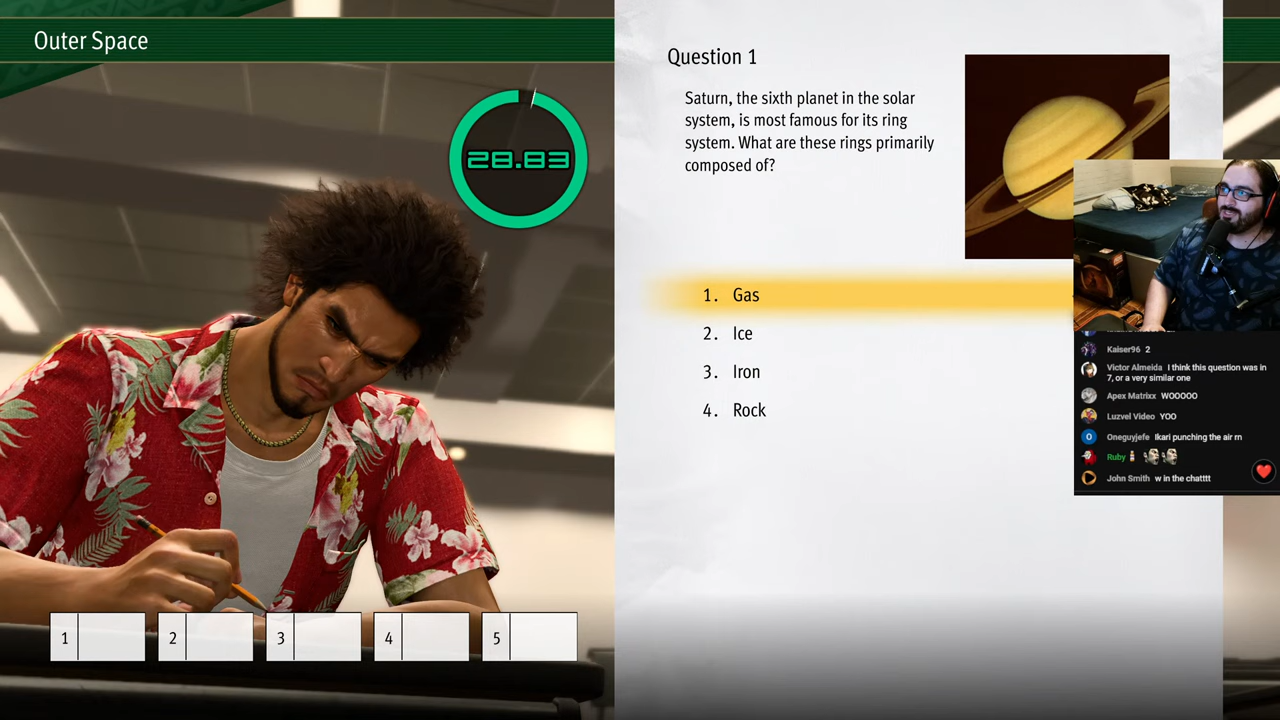 Outer Space
28.83
Question 1
Saturn, the sixth planet in the solar
system, is most famous for its ring
system. What are these rings primarily
composed of?
1. Gas
2. Ice
3. Iron
4. Rock
Kaiser96 2
Victor Almeida I think this question was in
7, or a very similar one
Apex Matrixx WOOOOO
Luzvel Video YOO
O Oneguyjefe Ikari punching the air rn
Ruby
John Smith w in the chatttt
1
2
3
4
5